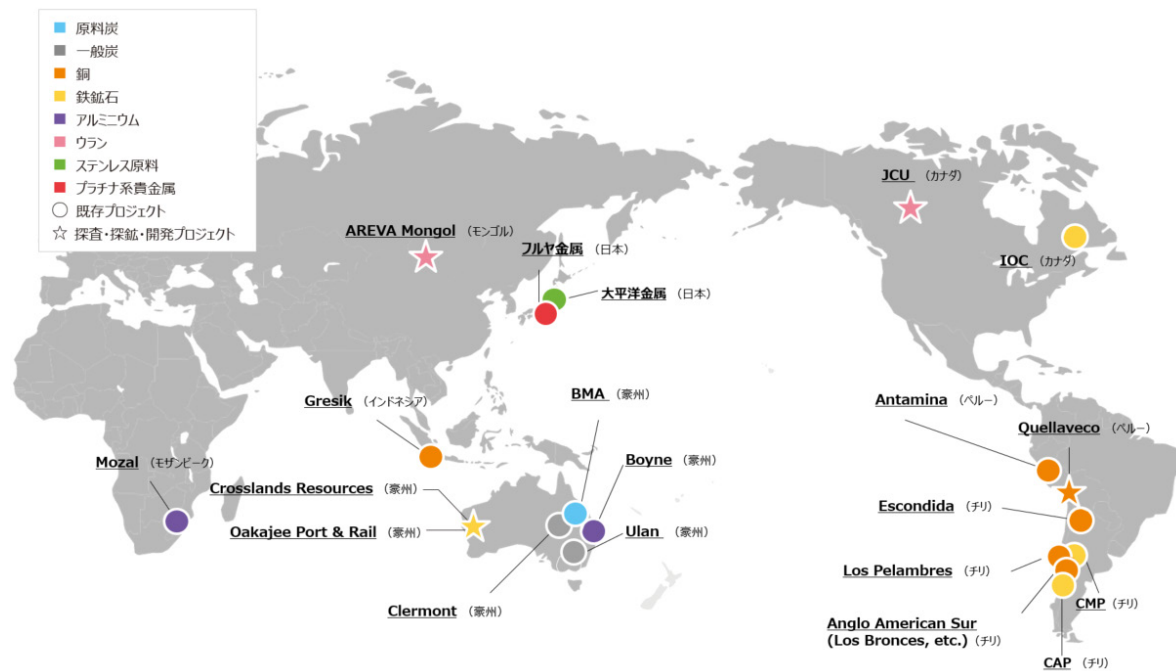 原料炭
一般炭
銅
鉄鉱石
アルミニウム
ウラン
ステンレス原料
プラチナ系貴金属
既存プロジェクト
探査・探鉱・開発プロジェクト
JCU （カナダ）
AREVA Mongol （モンゴル）
フルヤ金属 （日本）
IOC （カナダ）
大平洋金属 （日本）
Gresik （インドネシア）
BMA （豪州）
Antamina （ペルー）
Quellaveco （ペルー）
Mozal （モザンビーク）
Boyne （豪州）
Crosslands Resources （豪州）
Escondida （チリ）
Oakajee Port & Rail （豪州）
Ulan （豪州）
Los Pelambres （チリ）
Clermont （豪州）
CMP （チリ）
Anglo American Sur
(Los Bronces, etc.) （チリ）
CAP （チリ）